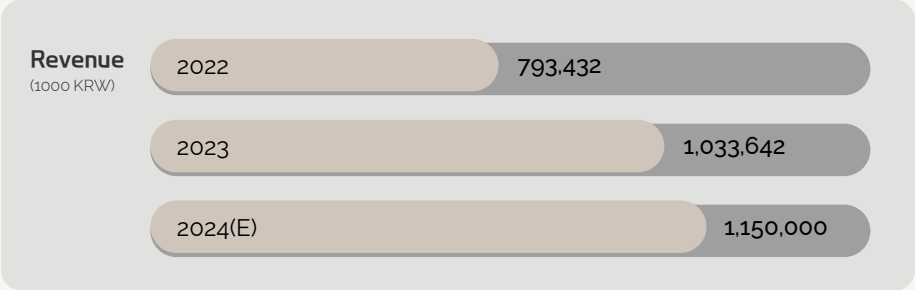 Revenue
(1000 KRW)
2022 793,432
2023 1,033,642
2024(E) 1,150,000